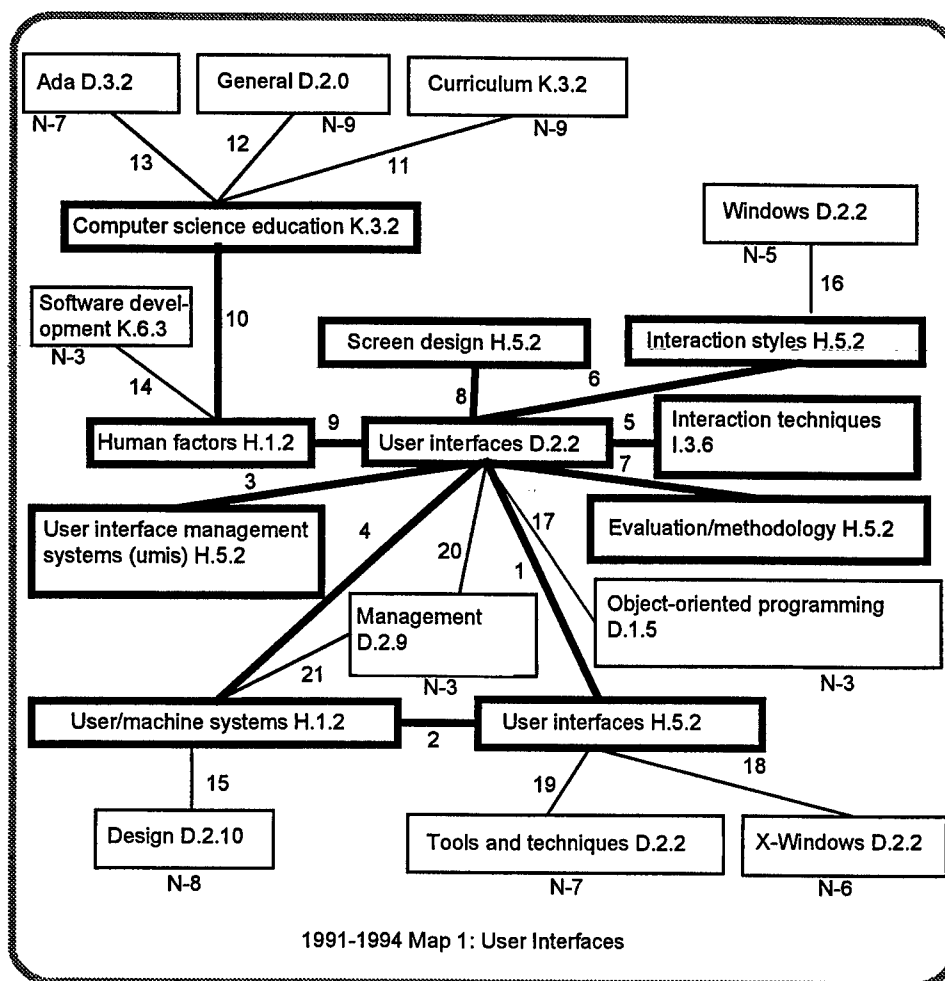 Ada D.3.2
General D.2.0
Curriculum K.3.2
N-7
N-9
N-9
13
12
11
Computer science education K.3.2
Windows D.2.2
N-5
16
Software devel-
opment K.6.3
N-3
10
14
Screen design H.5.2
Interaction styles H.5.2
8
6
Human factors H.1.2
9
User interfaces D.2.2
5
Interaction techniques
I.3.6
3
7
User interface management
systems (umis) H.5.2
4
20
1
17
Evaluation/methodology H.5.2
Management
D.2.9
Object-oriented programming
D.1.5
21
N-3
N-3
User/machine systems H.1.2
2
User interfaces H.5.2
15
19
18
Design D.2.10
Tools and techniques D.2.2
X-Windows D.2.2
N-8
N-7
N-6
1991-1994 Map 1: User Interfaces